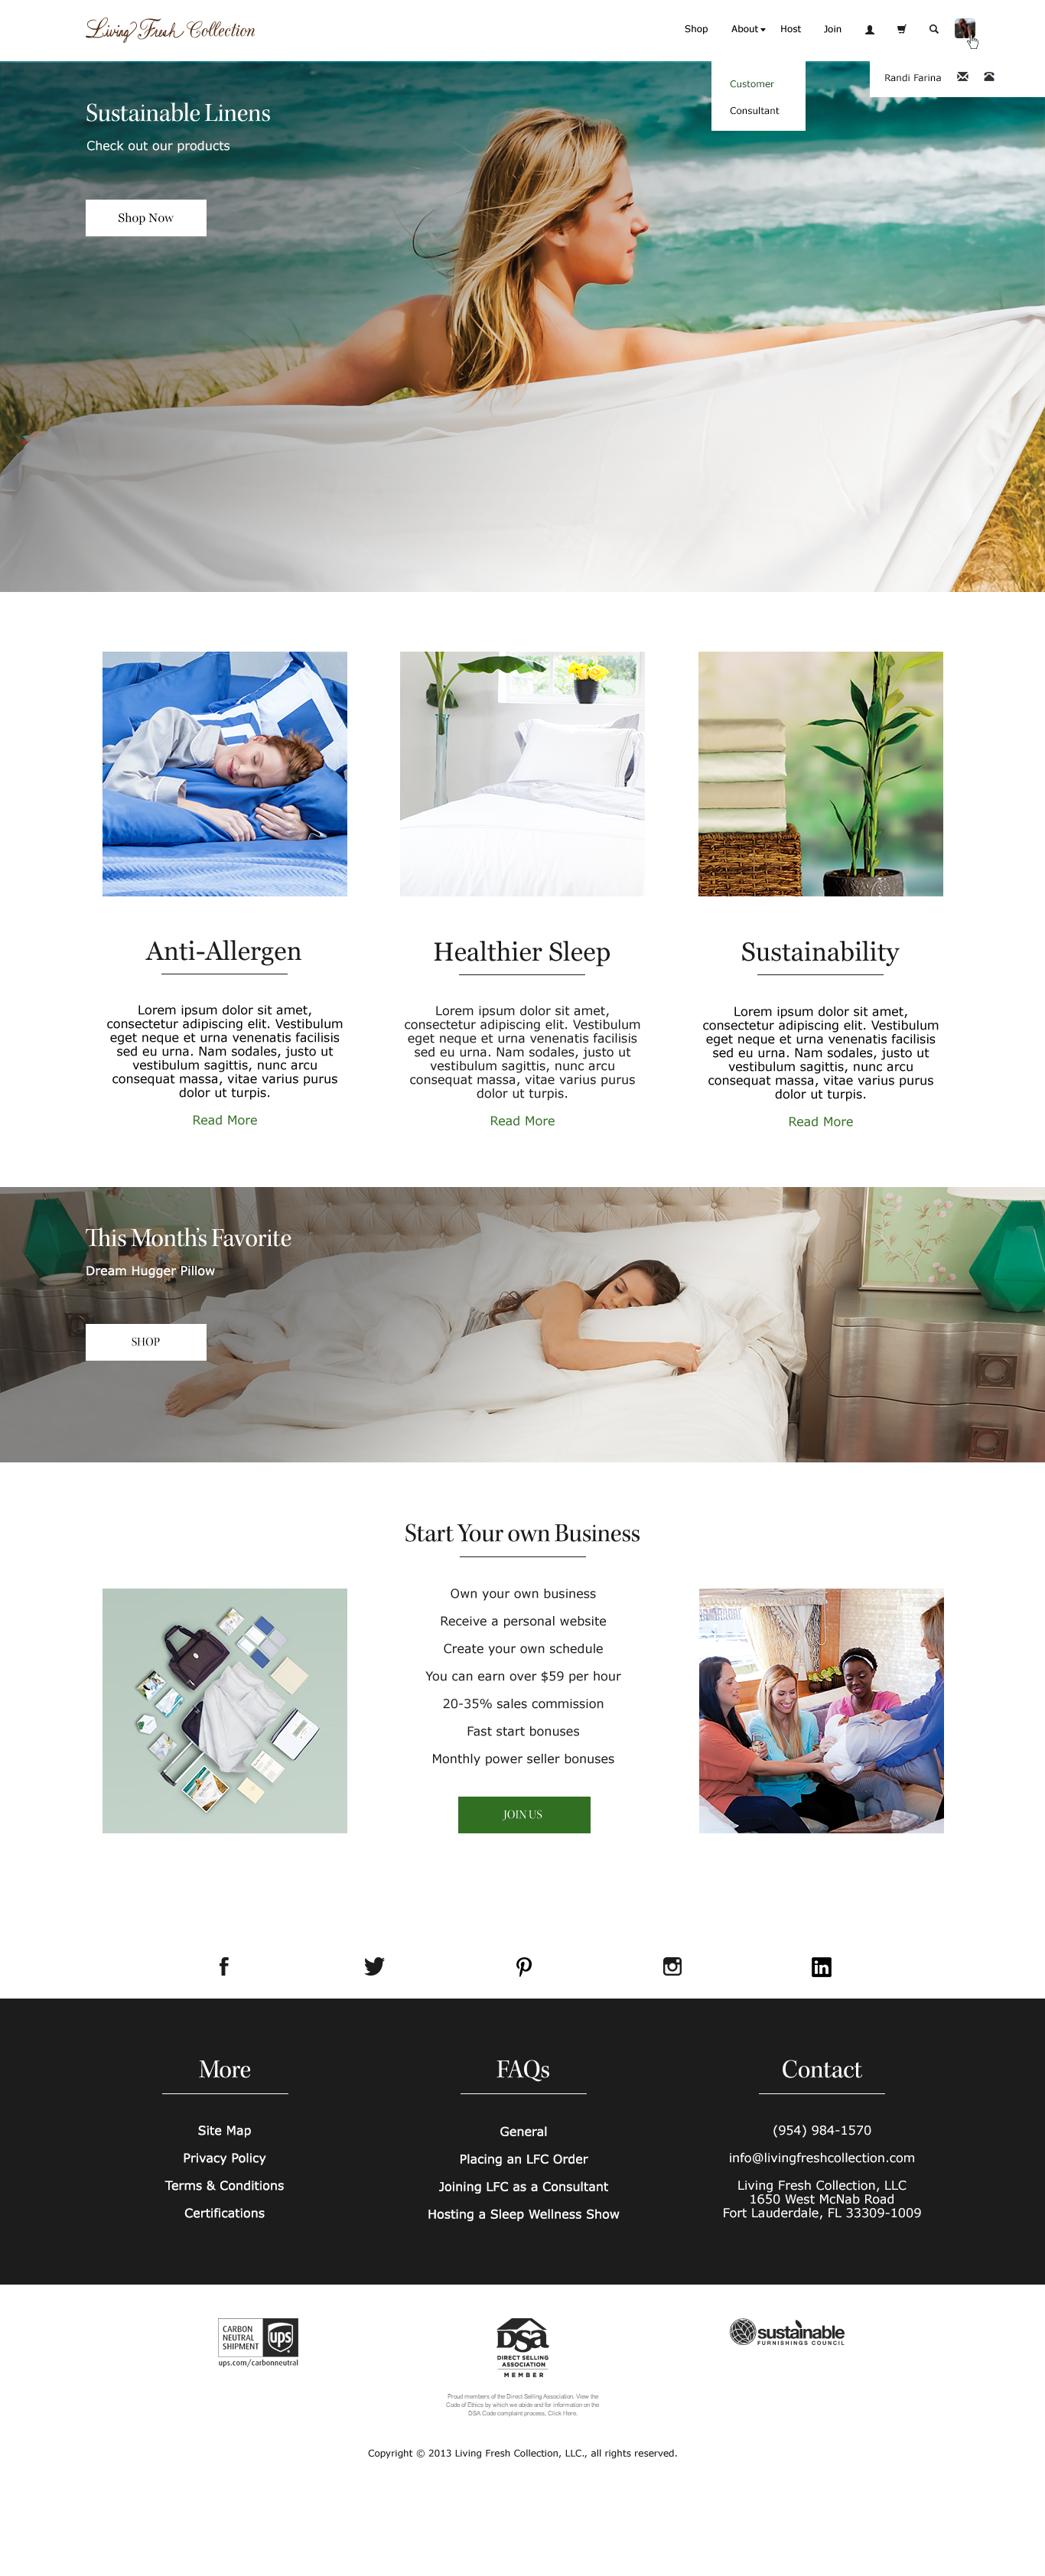 Living Fresh Collection
Shop
About
Host
Join
Customer
Consultant
Randi Farina
Sustainable Linens
Check out our products
Shop Now
Anti-Allergen
Lorem ipsum dolor sit amet,
consectetur adipiscing elit. Vestibulum
eget neque et urna venenatis facilisis
sed eu urna. Nam sodales, justo ut
vestibulum sagittis, nunc arcu
consequat massa, vitae varius purus
dolor ut turpis.
Read More
Healthier Sleep
Lorem ipsum dolor sit amet,
consectetur adipiscing elit. Vestibulum
eget neque et urna venenatis facilisis
sed eu urna. Nam sodales, justo ut
vestibulum sagittis, nunc arcu
consequat massa, vitae varius purus
dolor ut turpis.
Read More
Sustainability
Lorem ipsum dolor sit amet,
consectetur adipiscing elit. Vestibulum
eget neque et urna venenatis facilisis
sed eu urna. Nam sodales, justo ut
vestibulum sagittis, nunc arcu
consequat massa, vitae varius purus
dolor ut turpis.
Read More
This Month's Favorite
Dream Hugger Pillow
SHOP
Start Your own Business
Own your own business
Receive a personal website
Create your own schedule
You can earn over $59 per hour
20-35% sales commission
Fast start bonuses
Monthly power seller bonuses
JOIN US
More
Site Map
Privacy Policy
Terms & Conditions
Certifications
FAQs
General
Placing an LFC Order
Joining LFC as a Consultant
Hosting a Sleep Wellness Show
Contact
(954) 984-1570
info@livingfreshcollection.com
Living Fresh Collection, LLC
1650 West McNab Road
Fort Lauderdale, FL 33309-1009
CARBON
NEUTRAL
SHIPMENT
ups
ups.com/carbonneutral
dsa
DIRECT SELLING
ASSOCIATION
MEMBER
sustainable
FURNISHINGS COUNCIL
Proud members of the Direct Selling Association. View the
Code of Ethics by which we abide and for information on the
DSA Code complaint process, Click Here.
Copyright © 2013 Living Fresh Collection, LLC., all rights reserved.